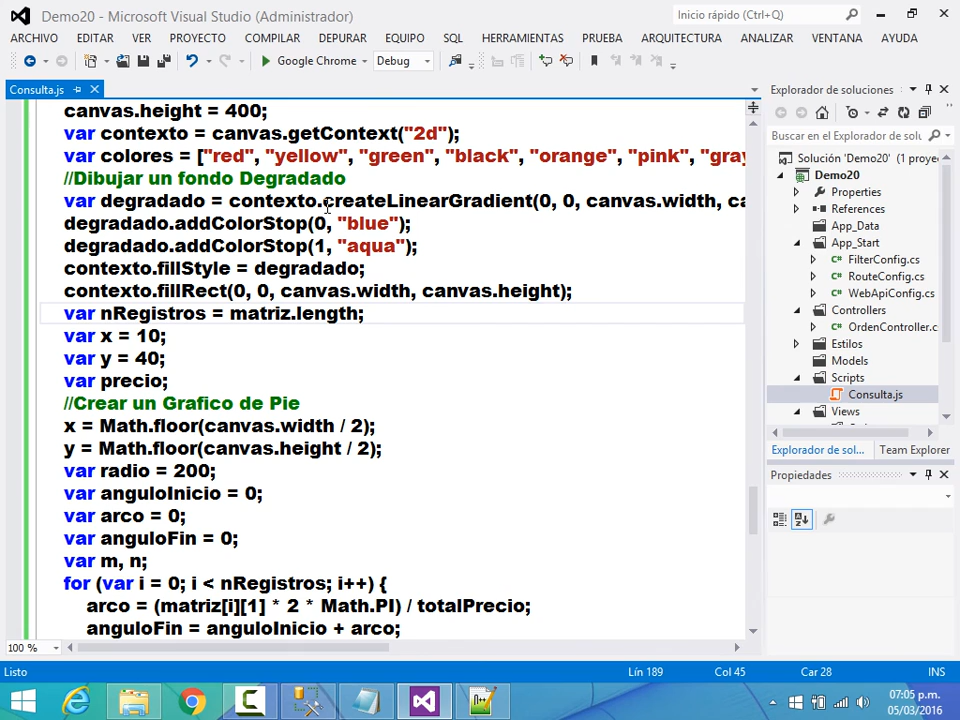 Demo20 - Microsoft Visual Studio (Administrador)
Inicio rápido (Ctrl+Q)
ARCHIVO EDITAR VER PROYECTO COMPILAR DEPURAR EQUIPO SQL HERRAMIENTAS PRUEBA ARQUITECTURA ANALIZAR VENTANA AYUDA
Google Chrome Debug
Consulta.js
canvas.height = 400;
var contexto = canvas.getContext("2d");
var colores = ["red", "yellow", "green", "black", "orange", "pink", "gray
//Dibujar un fondo Degradado
var degradado = contexto.createLinearGradient(0, 0, canvas.width, ca
degradado.addColorStop(0, "blue");
degradado.addColorStop(1, "aqua");
contexto.fillStyle = degradado;
contexto.fillRect(0, 0, canvas.width, canvas.height);
var nRegistros = matriz.length;
var x = 10;
var y = 40;
var precio;
//Crear un Grafico de Pie
x = Math.floor(canvas.width / 2);
y = Math.floor(canvas.height / 2);
var radio = 200;
var anguloInicio = 0;
var arco = 0;
var anguloFin = 0;
var m, n;
for (var i = 0; i < nRegistros; i++) {
arco = (matriz[i][1] * 2 * Math.PI) / totalPrecio;
anguloFin = anguloInicio + arco;
100 %
Explorador de soluciones
Buscar en el Explorador de solu
Solución 'Demo20' (1 proye
Demo20
Properties
References
App_Data
App_Start
FilterConfig.cs
RouteConfig.cs
WebApiConfig.cs
Controllers
OrdenController.c
Estilos
Models
Scripts
Consulta.js
Views
Explorador de sol... Team Explorer
Propiedades
Listo Lín 189 Col 45 Car 28 INS
07:05 p.m.
05/03/2016